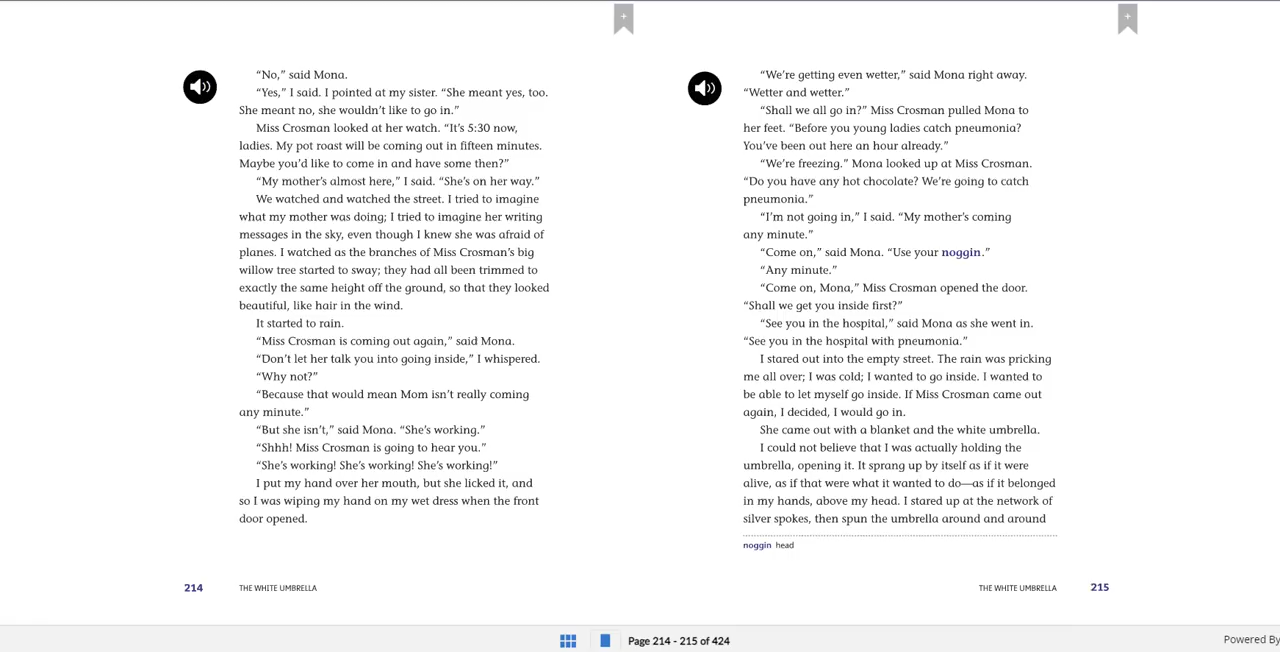 “No,” said Mona.
“Yes,” I said. I pointed at my sister. “She meant yes, too.
She meant no, she wouldn’t like to go in.”
Miss Crosman looked at her watch. “It’s 5:30 now,
ladies. My pot roast will be coming out in fifteen minutes.
Maybe you’d like to come in and have some then?”
“My mother’s almost here,” I said. “She’s on her way.”
We watched and watched the street. I tried to imagine
what my mother was doing; I tried to imagine her writing
messages in the sky, even though I knew she was afraid of
planes. I watched as the branches of Miss Crosman’s big
willow tree started to sway; they had all been trimmed to
exactly the same height off the ground, so that they looked
beautiful, like hair in the wind.
It started to rain.
“Miss Crosman is coming out again,” said Mona.
“Don’t let her talk you into going inside,” I whispered.
“Why not?”
“Because that would mean Mom isn’t really coming
any minute.”
“But she isn’t,” said Mona. “She’s working.”
“Shhh! Miss Crosman is going to hear you.”
“She’s working! She’s working! She’s working!”
I put my hand over her mouth, but she licked it, and
so I was wiping my hand on my wet dress when the front
door opened.
214 THE WHITE UMBRELLA
“We’re getting even wetter,” said Mona right away.
“Wetter and wetter.”
“Shall we all go in?” Miss Crosman pulled Mona to
her feet. “Before you young ladies catch pneumonia?
You’ve been out here an hour already.”
“We’re freezing.” Mona looked up at Miss Crosman.
“Do you have any hot chocolate? We’re going to catch
pneumonia.”
“I’m not going in,” I said. “My mother’s coming
any minute.”
“Come on,” said Mona. “Use your noggin.”
“Any minute.”
“Come on, Mona,” Miss Crosman opened the door.
“Shall we get you inside first?”
“See you in the hospital,” said Mona as she went in.
“See you in the hospital with pneumonia.”
I stared out into the empty street. The rain was pricking
me all over; I was cold; I wanted to go inside. I wanted to
be able to let myself go inside. If Miss Crosman came out
again, I decided, I would go in.
She came out with a blanket and the white umbrella.
I could not believe that I was actually holding the
umbrella, opening it. It sprang up by itself as if it were
alive, as if that were what it wanted to do—as if it belonged
in my hands, above my head. I stared up at the network of
silver spokes, then spun the umbrella around and around
noggin head
THE WHITE UMBRELLA 215
Page 214 - 215 of 424
Powered By